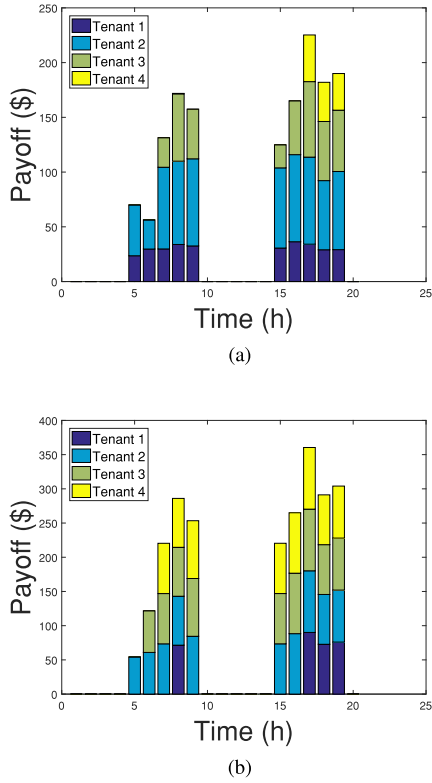 250
200
150
100
50
0
Payoff ($)
Tenant 1
Tenant 2
Tenant 3
Tenant 4
0 5 10 15 20 25
Time (h)
(a)
400
350
300
250
200
150
100
50
0
Payoff ($)
Tenant 1
Tenant 2
Tenant 3
Tenant 4
0 5 10 15 20 25
Time (h)
(b)